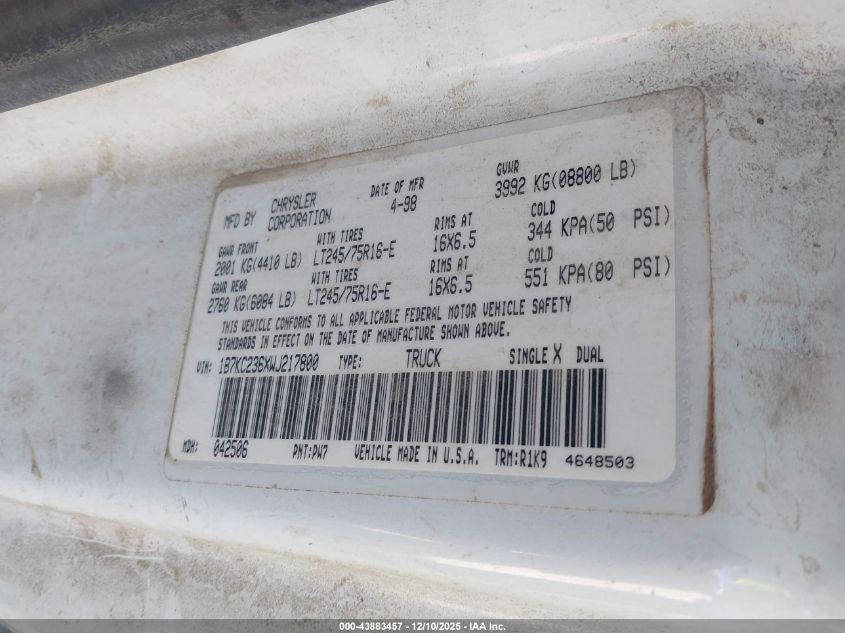 MFD BY CHRYSLER CORPORATION DATE OF MFR 4-98 GVWR 3992 KG(08800 LB)
GAWR FRONT WITH TIRES RIMS AT COLD
2001 KG(4410 LB) LT245/75R16-E 16X6.5 344 KPA(50 PSI)
GAWR REAR WITH TIRES RIMS AT COLD
2760 KG(6084 LB) LT245/75R16-E 16X6.5 551 KPA(80 PSI)
THIS VEHICLE CONFORMS TO ALL APPLICABLE FEDERAL MOTOR VEHICLE SAFETY
STANDARDS IN EFFECT ON THE DATE OF MANUFACTURE SHOWN ABOVE.
VIN: 1B7KC236XWJ217800 TYPE: TRUCK SINGLE X DUAL
MDH: 042506 PNT:PW7 VEHICLE MADE IN U.S.A. TRM:R1K9 4648503
000-43883457 - 12/10/2025 - IAA Inc.